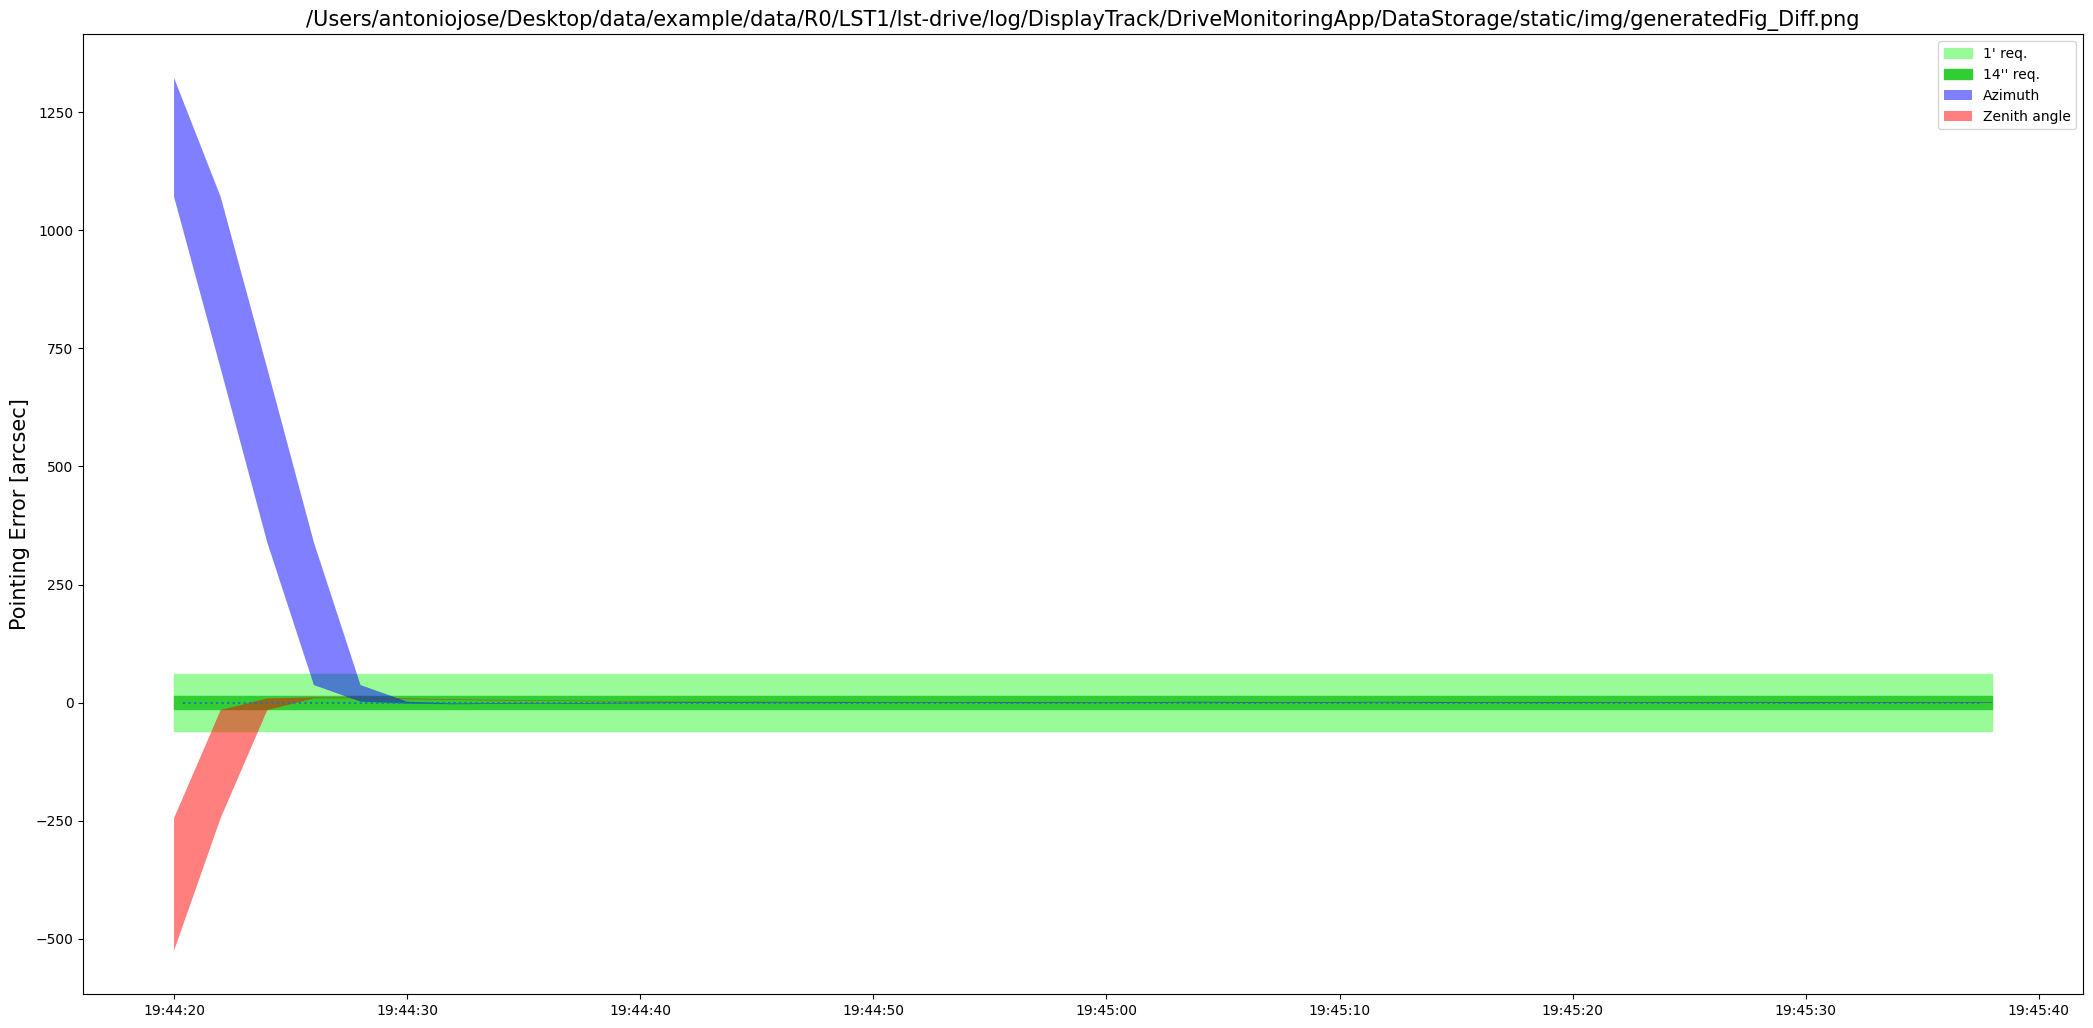 /Users/antoniojose/Desktop/data/example/data/R0/LST1/lst-drive/log/DisplayTrack/DriveMonitoringApp/DataStorage/static/img/generatedFig_Diff.png
1' req.
14'' req.
Azimuth
Zenith angle
Pointing Error [arcsec]
1250
1000
750
500
250
0
−250
−500
19:44:20
19:44:30
19:44:40
19:44:50
19:45:00
19:45:10
19:45:20
19:45:30
19:45:40